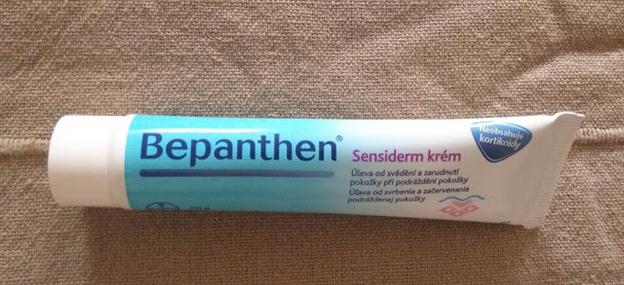 Bepanthen®
Sensiderm krém
Neobsahuje
kortikoidy
Úleva od svědění a zarudnutí
pokožky při podráždění pokožky
Úľava od svrbenia a začervenania
podráždenej pokožky